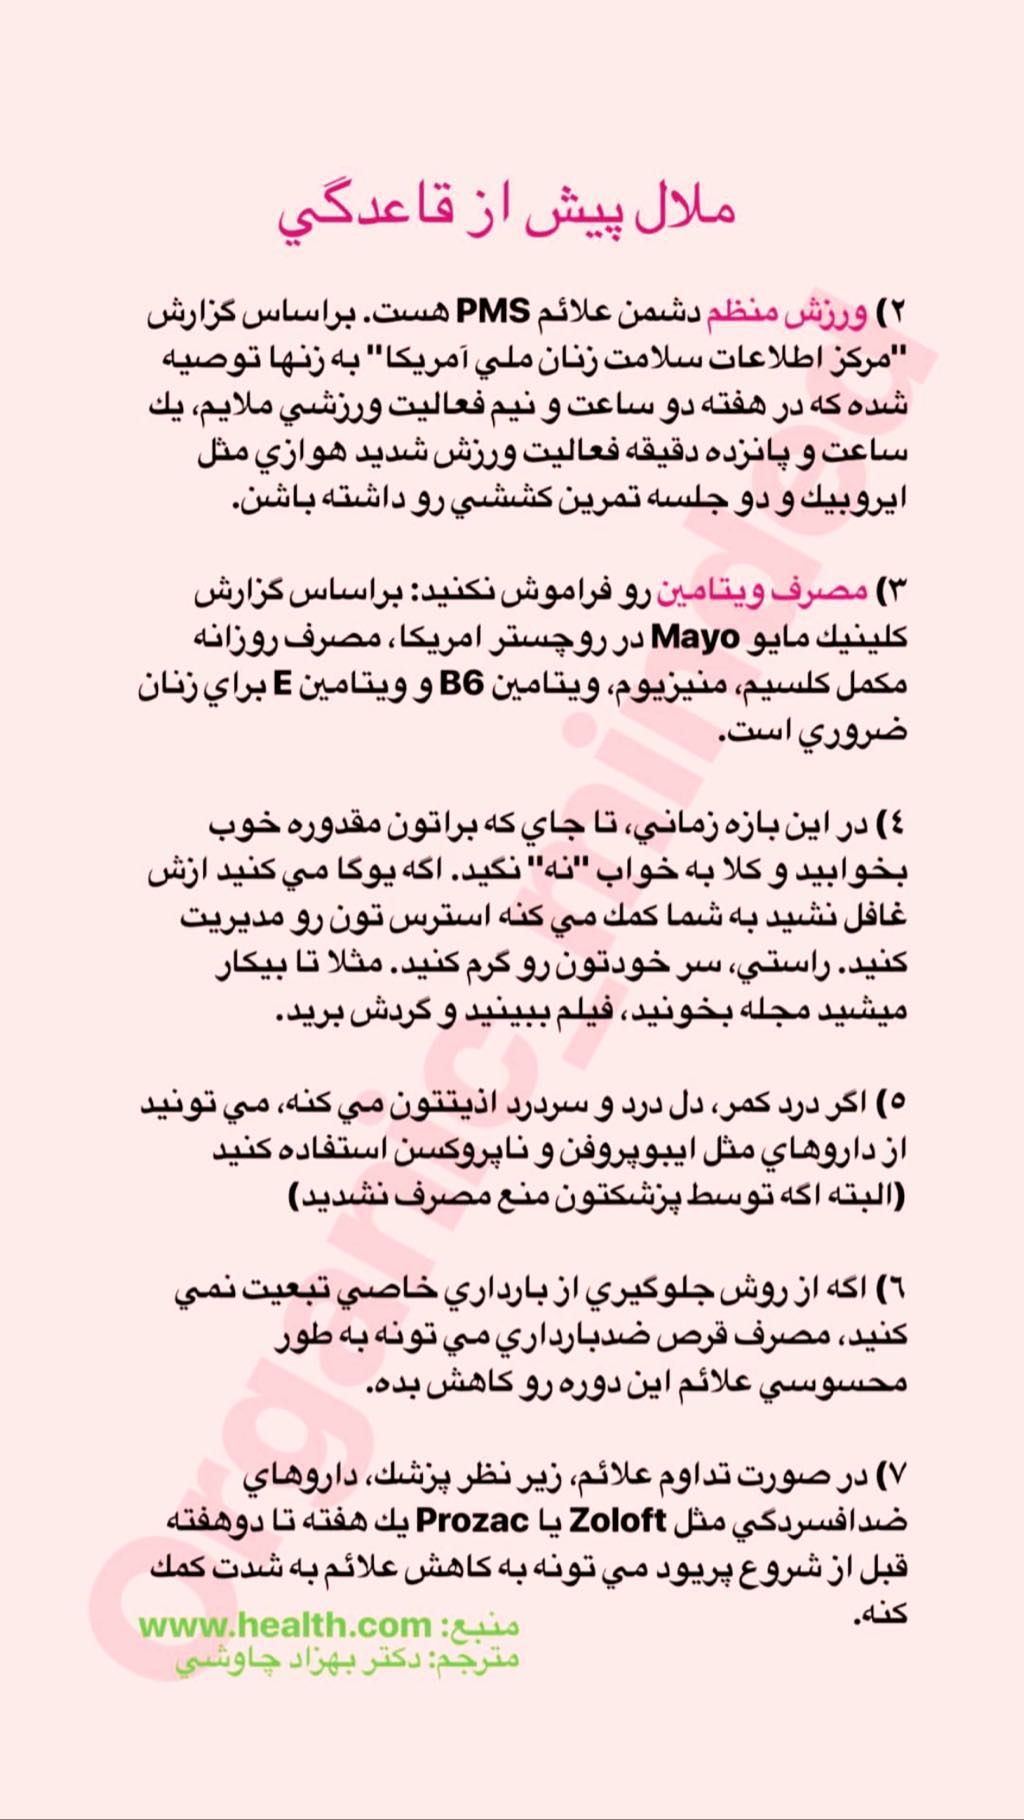 ملال پيش از قاعدگي
٢) ورزش منظم دشمن علائم PMS هست. براساس گزارش
"مركز اطلاعات سلامت زنان ملي آمريكا" به زنها توصيه
شده كه در هفته دو ساعت و نيم فعاليت ورزشي ملايم، يك
ساعت و پانزده دقيقه فعاليت ورزش شديد هوازي مثل
ايروبيك و دو جلسه تمرين كششي رو داشته باشن.
٣) مصرف ويتامين رو فراموش نكنيد: براساس گزارش
كلينيك مايو Mayo در روچستر امريكا، مصرف روزانه
مكمل كلسيم، منيزيوم، ويتامين B6 و ويتامين E براي زنان
ضروري است.
٤) در اين بازه زماني، تا جاي كه براتون مقدوره خوب
بخوابيد و كلا به خواب "نه" نگيد. اگه يوگا مي كنيد ازش
غافل نشيد به شما كمك مي كنه استرس تون رو مديريت
كنيد. راستي، سر خودتون رو گرم كنيد. مثلا تا بيكار
ميشيد مجله بخونيد، فيلم ببينيد و گردش بريد.
٥) اگر درد كمر، دل درد و سردرد اذيتتون مي كنه، مي تونيد
از داروهاي مثل ايبوپروفن و ناپروكسن استفاده كنيد
(البته اگه توسط پزشكتون منع مصرف نشديد)
٦) اگه از روش جلوگيري از بارداري خاصي تبعيت نمي
كنيد، مصرف قرص ضدبارداري مي تونه به طور
محسوسي علائم اين دوره رو كاهش بده.
٧) در صورت تداوم علائم، زير نظر پزشك، داروهاي
ضدافسردگي مثل Zoloft يا Prozac يك هفته تا دوهفته
قبل از شروع پريود مي تونه به كاهش علائم به شدت كمك
كنه.
منبع: www.health.com
مترجم: دكتر بهزاد چاوشي
Organic_minded